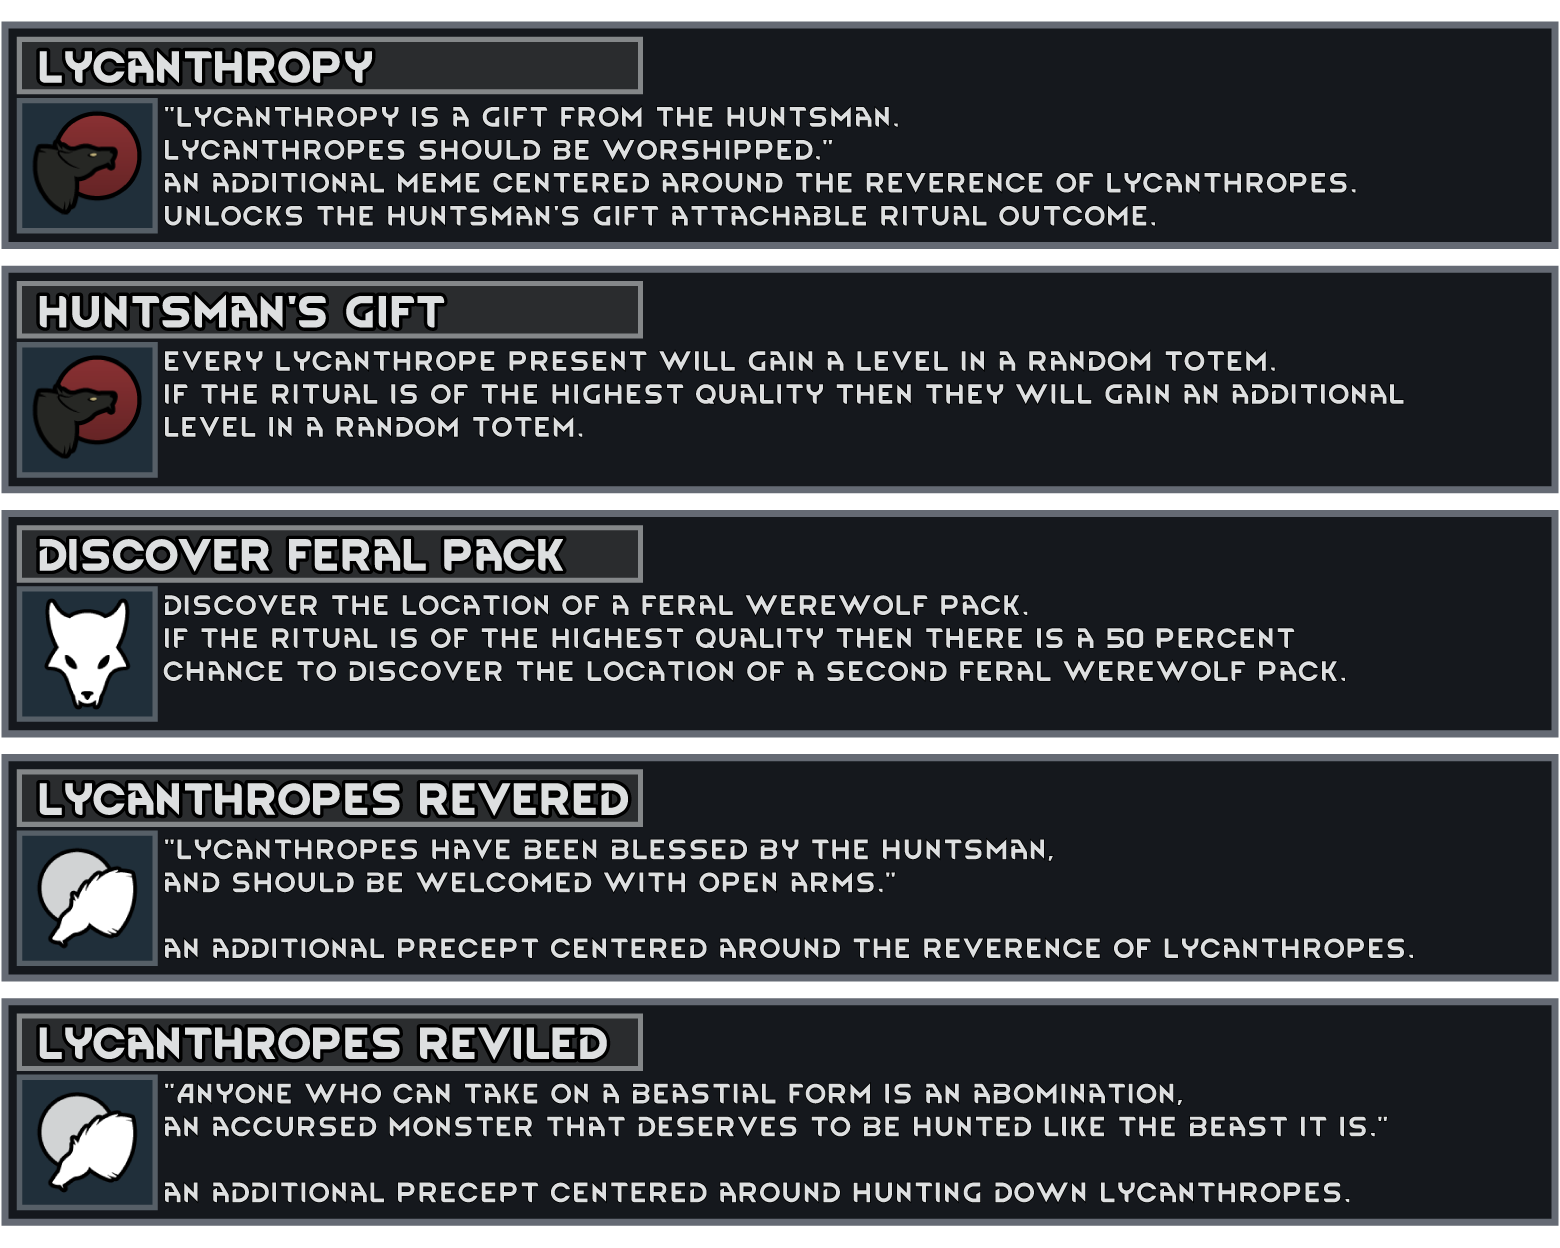 LYCANTHROPY
"LYCANTHROPY IS A GIFT FROM THE HUNTSMAN.
LYCANTHROPES SHOULD BE WORSHIPPED."
AN ADDITIONAL MEME CENTERED AROUND THE REVERENCE OF LYCANTHROPES.
UNLOCKS THE HUNTSMAN'S GIFT ATTACHABLE RITUAL OUTCOME.
HUNTSMAN'S GIFT
EVERY LYCANTHROPE PRESENT WILL GAIN A LEVEL IN A RANDOM TOTEM.
IF THE RITUAL IS OF THE HIGHEST QUALITY THEN THEY WILL GAIN AN ADDITIONAL
LEVEL IN A RANDOM TOTEM.
DISCOVER FERAL PACK
DISCOVER THE LOCATION OF A FERAL WEREWOLF PACK.
IF THE RITUAL IS OF THE HIGHEST QUALITY THEN THERE IS A 50 PERCENT
CHANCE TO DISCOVER THE LOCATION OF A SECOND FERAL WEREWOLF PACK.
LYCANTHROPES REVERED
"LYCANTHROPES HAVE BEEN BLESSED BY THE HUNTSMAN,
AND SHOULD BE WELCOMED WITH OPEN ARMS."
AN ADDITIONAL PRECEPT CENTERED AROUND THE REVERENCE OF LYCANTHROPES.
LYCANTHROPES REVILED
"ANYONE WHO CAN TAKE ON A BEASTIAL FORM IS AN ABOMINATION,
AN ACCURSED MONSTER THAT DESERVES TO BE HUNTED LIKE THE BEAST IT IS."
AN ADDITIONAL PRECEPT CENTERED AROUND HUNTING DOWN LYCANTHROPES.